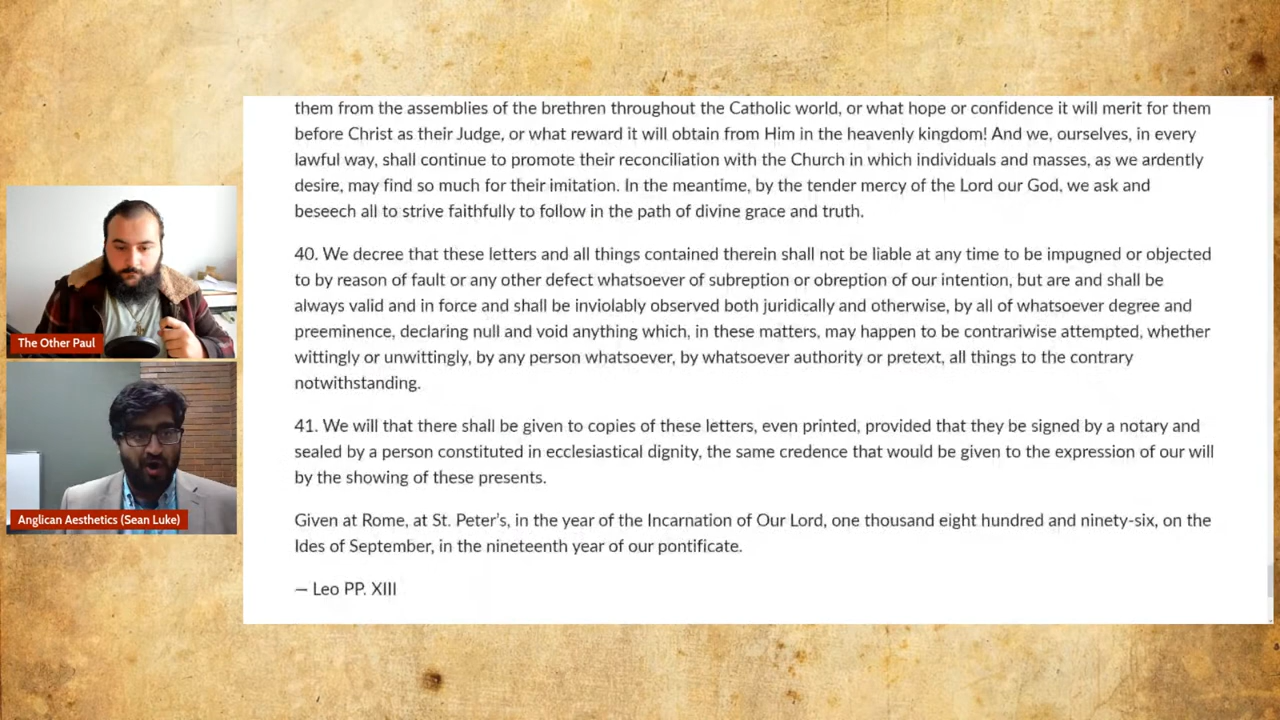 them from the assemblies of the brethren throughout the Catholic world, or what hope or confidence it will merit for them
before Christ as their Judge, or what reward it will obtain from Him in the heavenly kingdom! And we, ourselves, in every
lawful way, shall continue to promote their reconciliation with the Church in which individuals and masses, as we ardently
desire, may find so much for their imitation. In the meantime, by the tender mercy of the Lord our God, we ask and
beseech all to strive faithfully to follow in the path of divine grace and truth.
40. We decree that these letters and all things contained therein shall not be liable at any time to be impugned or objected
to by reason of fault or any other defect whatsoever of subreption or obreption of our intention, but are and shall be
always valid and in force and shall be inviolably observed both juridically and otherwise, by all of whatsoever degree and
preeminence, declaring null and void anything which, in these matters, may happen to be contrariwise attempted, whether
wittingly or unwittingly, by any person whatsoever, by whatsoever authority or pretext, all things to the contrary
notwithstanding.
41. We will that there shall be given to copies of these letters, even printed, provided that they be signed by a notary and
sealed by a person constituted in ecclesiastical dignity, the same credence that would be given to the expression of our will
by the showing of these presents.
Given at Rome, at St. Peter’s, in the year of the Incarnation of Our Lord, one thousand eight hundred and ninety-six, on the
Ides of September, in the nineteenth year of our pontificate.
— Leo PP. XIII
The Other Paul
Anglican Aesthetics (Sean Luke)